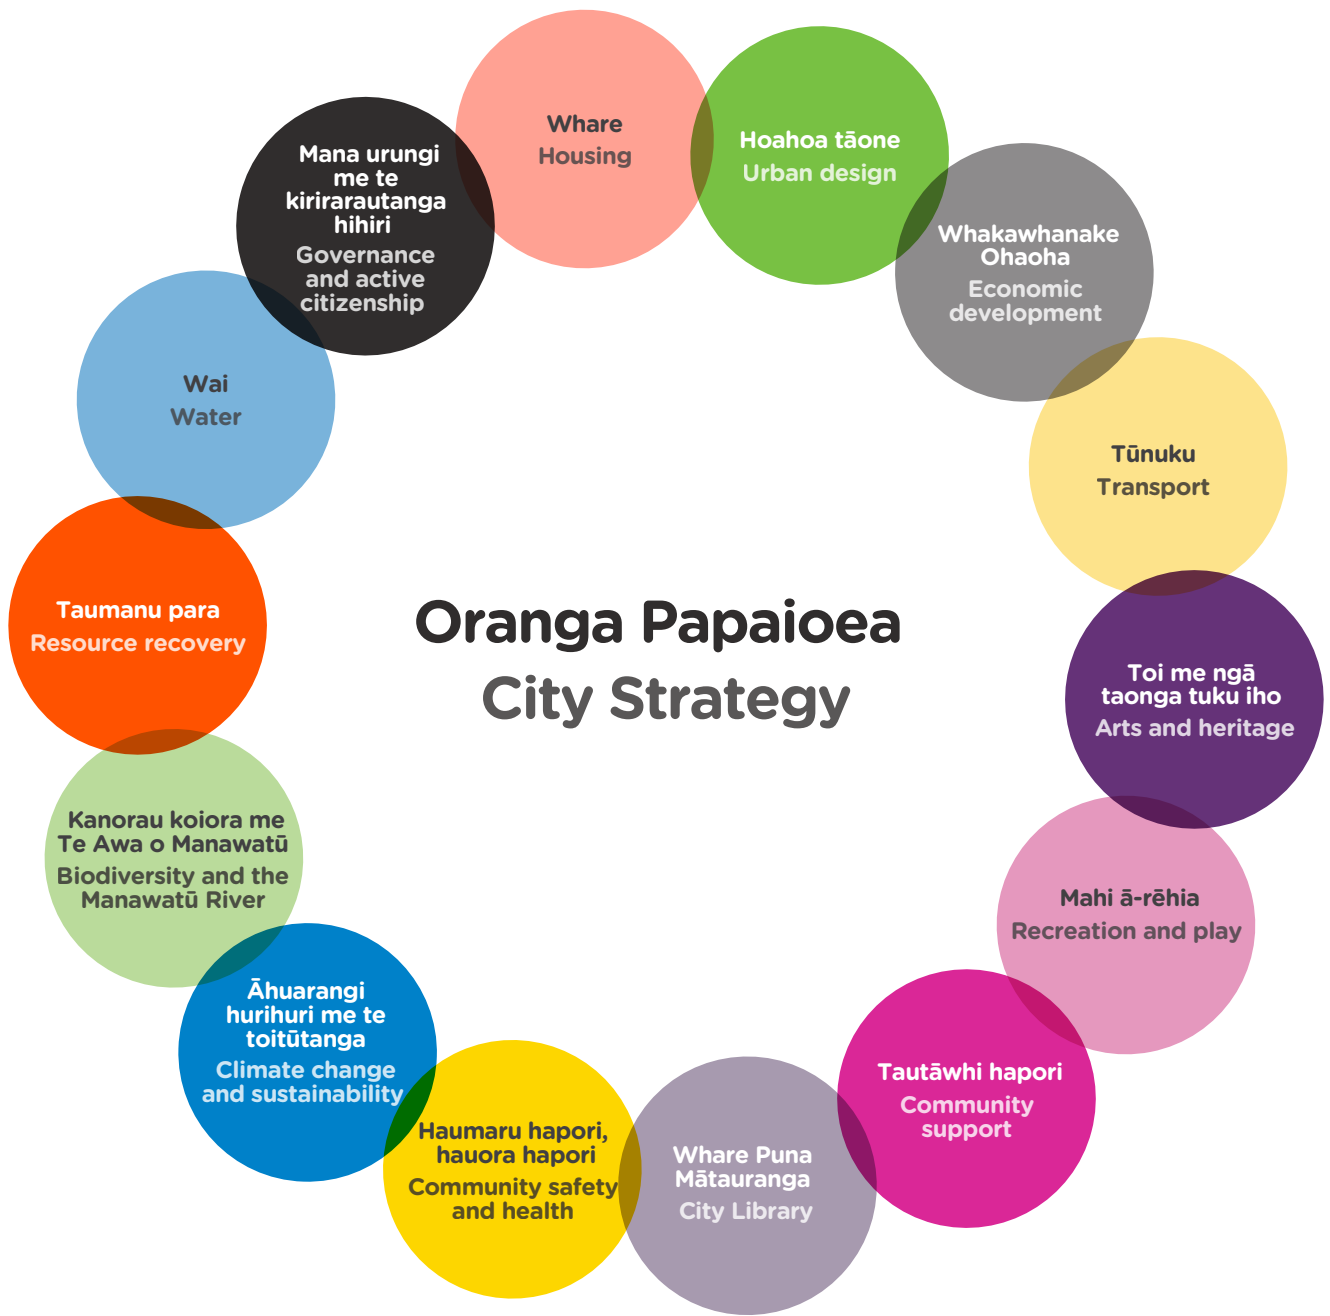 Whare
Housing
Hoahoa tāone
Urban design
Whakawhanake
Ohaoha
Economic
development
Tūnuku
Transport
Toi me ngā
taonga tuku iho
Arts and heritage
Mahi ā-rēhia
Recreation and play
Tautāwhi hapori
Community
support
Whare Puna
Mātauranga
City Library
Haumaru hapori,
hauora hapori
Community safety
and health
Āhuarangi
hurihuri me te
toitūtanga
Climate change
and sustainability
Kanorau koiora me
Te Awa o Manawatū
Biodiversity and the
Manawatū River
Taumanu para
Resource recovery
Wai
Water
Mana urungi
me te
kirirarautanga
hihiri
Governance
and active
citizenship
Oranga Papaioea
City Strategy